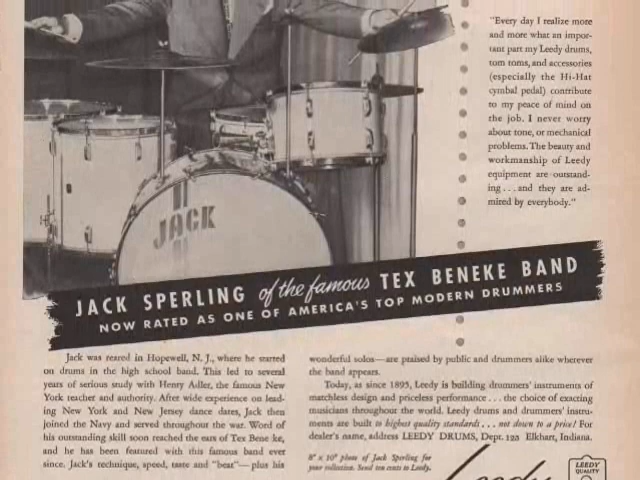 "Every day I realize more
and more what an impor-
tant part my Leedy drums,
tom toms, and accessories
(especially the Hi-Hat
cymbal pedal) contribute
to my peace of mind on
the job. I never worry
about tone, or mechanical
problems. The beauty and
workmanship of Leedy
equipment are outstand-
ing...and they are ad-
mired by everybody."
JACK
JACK SPERLING of the famous TEX BENEKE BAND
NOW RATED AS ONE OF AMERICA'S TOP MODERN DRUMMERS
Jack was reared in Hopewell, N. J., where he started
on drums in the high school band. This led to several
years of serious study with Henry Adler, the famous New
York teacher and authority. After wide experience on lead-
ing New York and New Jersey dance dates, Jack then
joined the Navy and served throughout the war. Word of
his outstanding skill soon reached the ears of Tex Bene ke,
and he has been featured with this famous band ever
since. Jack's technique, speed, taste and "beat"—plus his
wonderful solos—are praised by public and drummers alike wherever
the band appears.
Today, as since 1895, Leedy is building drummers' instruments of
matchless design and priceless performance...the choice of exacting
musicians throughout the world. Leedy drums and drummers' instru-
ments are built to highest quality standards...not down to a price! For
dealer's name, address LEEDY DRUMS, Dept. 123 Elkhart, Indiana.
8" x 10" photo of Jack Sperling for
your collection. Send ten cents to Leedy.
Leedy
LEEDY
QUALITY